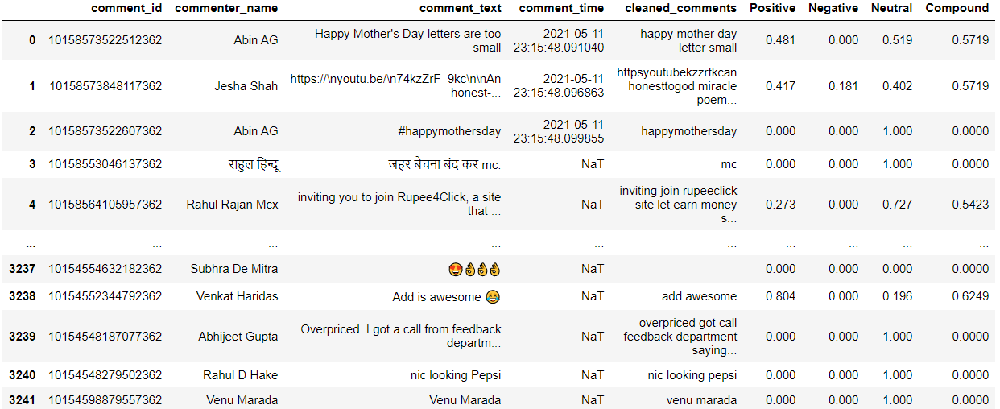 comment_id commenter_name comment_text comment_time cleaned_comments Positive Negative Neutral Compound
0 10158573522512362 Abin AG Happy Mother's Day letters are too small 2021-05-11 23:15:48.091040 happy mother day letter small 0.481 0.000 0.519 0.5719
1 10158573848117362 Jesha Shah https://\nyoutu.be/\n74kzZrF_9kc\n\nAn honest-... 2021-05-11 23:15:48.096863 httpsyoutubekzzrfkcan honesttogod miracle poem... 0.417 0.181 0.402 0.5719
2 10158573522607362 Abin AG #happymothersday 2021-05-11 23:15:48.099855 happymothersday 0.000 0.000 1.000 0.0000
3 10158553046137362 राहुल हिन्दू जहर बेचना बंद कर mc. NaT mc 0.000 0.000 1.000 0.0000
4 10158564105957362 Rahul Rajan Mcx inviting you to join Rupee4Click, a site that ... NaT inviting join rupeeclick site let earn money s... 0.273 0.000 0.727 0.5423
... ... ... ... ... ... ... ... ... ...
3237 10154554632182362 Subhra De Mitra 😍👌👌👌 NaT 0.000 0.000 0.000 0.0000
3238 10154552344792362 Venkat Haridas Add is awesome 😂 NaT add awesome 0.804 0.000 0.196 0.6249
3239 10154548187077362 Abhijeet Gupta Overpriced. I got a call from feedback departm... NaT overpriced got call feedback department saying... 0.000 0.000 1.000 0.0000
3240 10154548279502362 Rahul D Hake nic looking Pepsi NaT nic looking pepsi 0.000 0.000 1.000 0.0000
3241 10154598879557362 Venu Marada Venu Marada NaT venu marada 0.000 0.000 1.000 0.0000